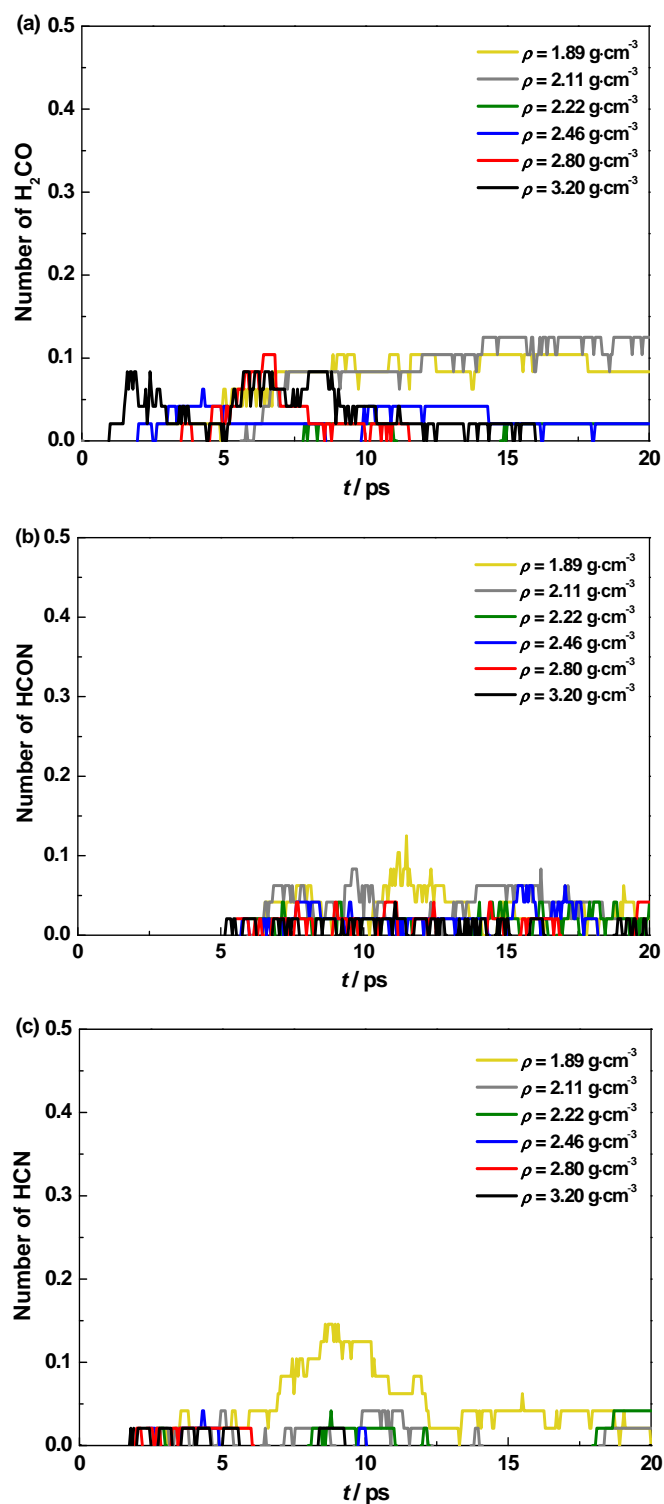 (a)
0.5
0.4
0.3
0.2
0.1
0.0
Number of H₂CO
ρ = 1.89 g·cm⁻³
ρ = 2.11 g·cm⁻³
ρ = 2.22 g·cm⁻³
ρ = 2.46 g·cm⁻³
ρ = 2.80 g·cm⁻³
ρ = 3.20 g·cm⁻³
0 5 10 15 20
t / ps
(b)
0.5
0.4
0.3
0.2
0.1
0.0
Number of HCON
ρ = 1.89 g·cm⁻³
ρ = 2.11 g·cm⁻³
ρ = 2.22 g·cm⁻³
ρ = 2.46 g·cm⁻³
ρ = 2.80 g·cm⁻³
ρ = 3.20 g·cm⁻³
0 5 10 15 20
t / ps
(c)
0.5
0.4
0.3
0.2
0.1
0.0
Number of HCN
ρ = 1.89 g·cm⁻³
ρ = 2.11 g·cm⁻³
ρ = 2.22 g·cm⁻³
ρ = 2.46 g·cm⁻³
ρ = 2.80 g·cm⁻³
ρ = 3.20 g·cm⁻³
0 5 10 15 20
t / ps